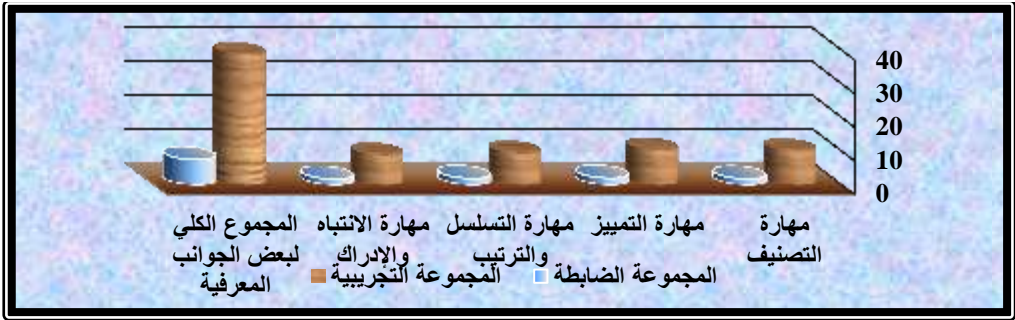 40
30
20
10
0
مهارة التصنيف
مهارة التمييز
مهارة التسلسل والترتيب
مهارة الانتباه والإدراك
المجموع الكلي لبعض الجوانب المعرفية
المجموعة الضابطة
المجموعة التجريبية